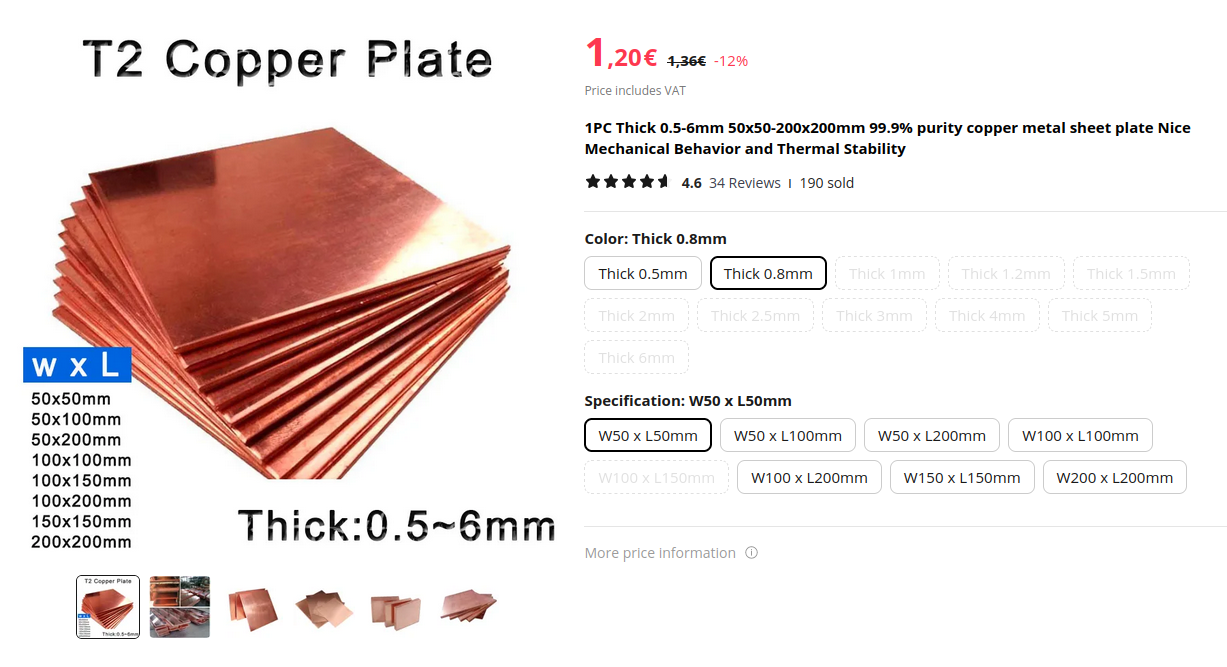 T2 Copper Plate
w x L
50x50mm
50x100mm
50x200mm
100x100mm
100x150mm
100x200mm
150x150mm
200x200mm
Thick:0.5~6mm
1,20€ 1,36€ -12%
Price includes VAT
1PC Thick 0.5-6mm 50x50-200x200mm 99.9% purity copper metal sheet plate Nice
Mechanical Behavior and Thermal Stability
4.6 34 Reviews I 190 sold
Color: Thick 0.8mm
Thick 0.5mm Thick 0.8mm Thick 1mm Thick 1.2mm Thick 1.5mm
Thick 2mm Thick 2.5mm Thick 3mm Thick 4mm Thick 5mm
Thick 6mm
Specification: W50 x L50mm
W50 x L50mm W50 x L100mm W50 x L200mm W100 x L100mm
W100 x L150mm W100 x L200mm W150 x L150mm W200 x L200mm
More price information
T2 Copper Plate
Thick:0.5~6mm